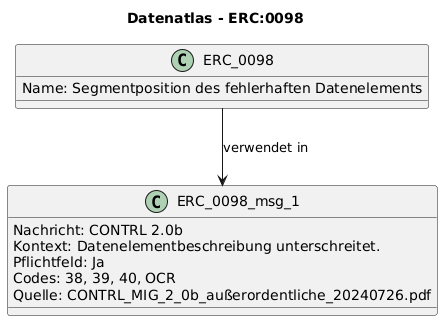 Datenatlas - ERC:0098
C ERC_0098
Name: Segmentposition des fehlerhaften Datenelements
verwendet in
C ERC_0098_msg_1
Nachricht: CONTRL 2.0b
Kontext: Datenelementbeschreibung unterschreitet.
Pflichtfeld: Ja
Codes: 38, 39, 40, OCR
Quelle: CONTRL_MIG_2_0b_außerordentliche_20240726.pdf